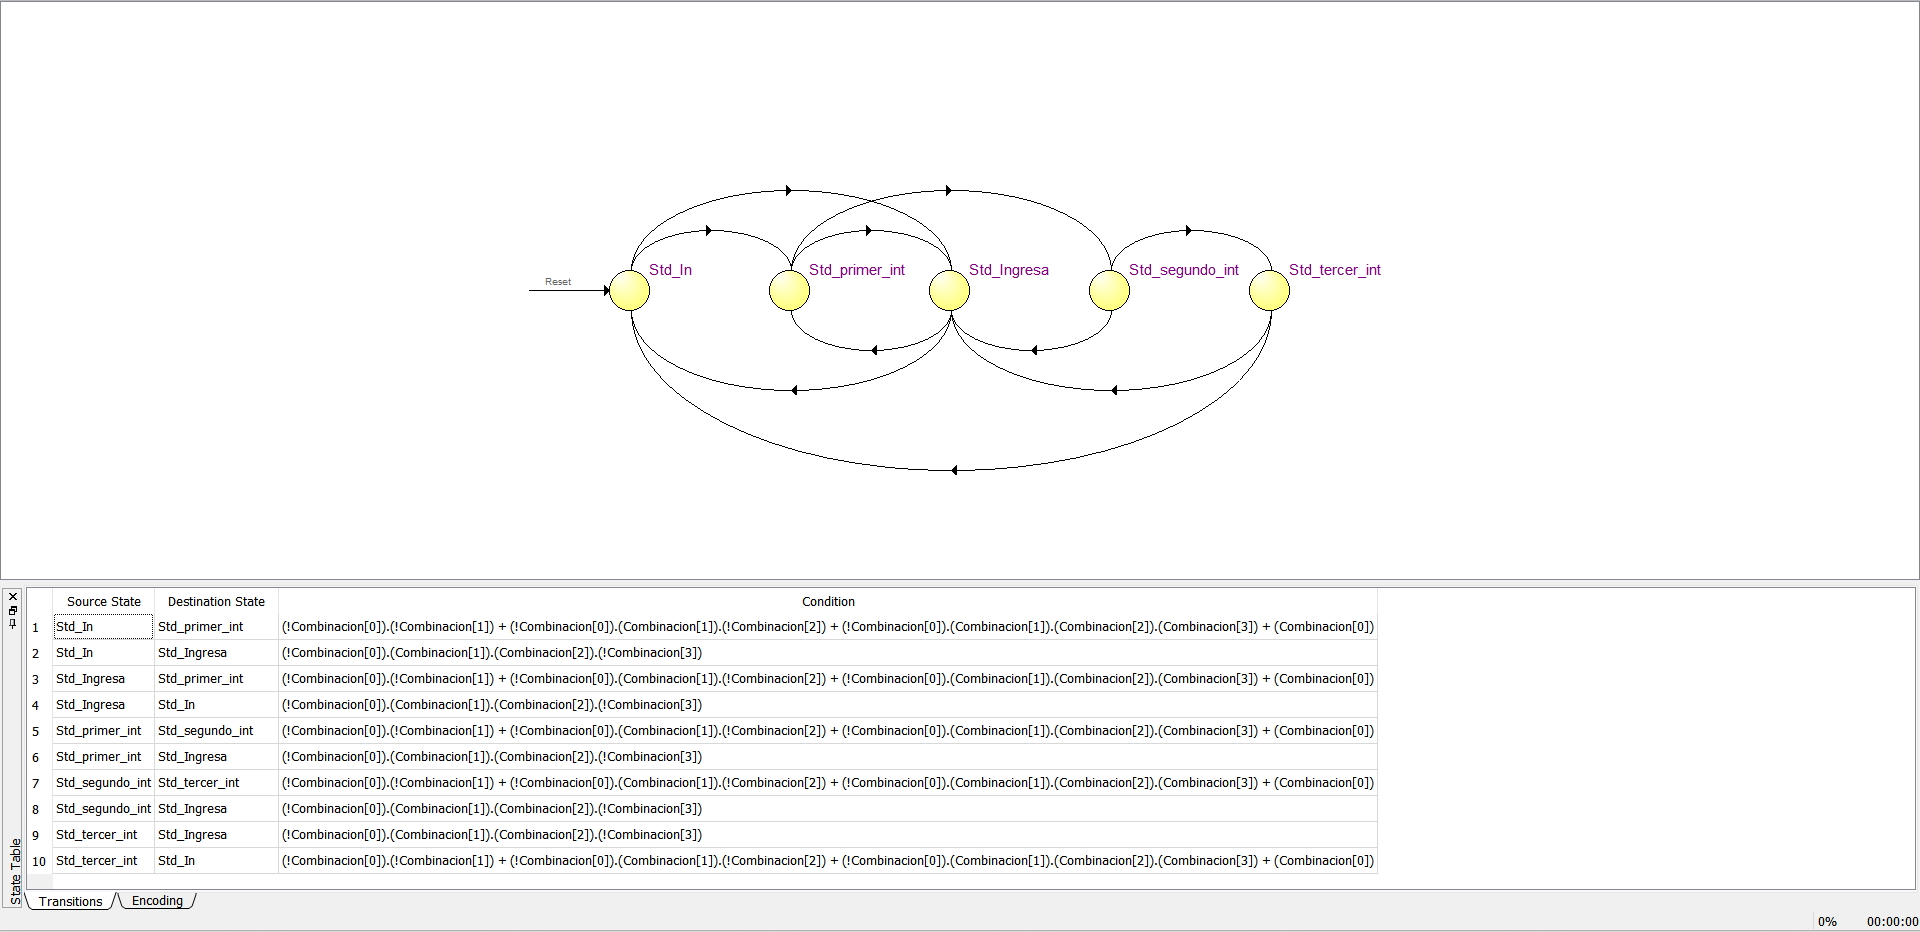 Reset
Std_In
Std_primer_int
Std_Ingresa
Std_segundo_int
Std_tercer_int
State Table
Source State Destination State Condition
1 Std_In Std_primer_int (!Combinacion[0]).(!Combinacion[1]) + (!Combinacion[0]).(Combinacion[1]).(!Combinacion[2]) + (!Combinacion[0]).(Combinacion[1]).(Combinacion[2]).(Combinacion[3]) + (Combinacion[0])
2 Std_In Std_Ingresa (!Combinacion[0]).(Combinacion[1]).(Combinacion[2]).(!Combinacion[3])
3 Std_Ingresa Std_primer_int (!Combinacion[0]).(!Combinacion[1]) + (!Combinacion[0]).(Combinacion[1]).(!Combinacion[2]) + (!Combinacion[0]).(Combinacion[1]).(Combinacion[2]).(Combinacion[3]) + (Combinacion[0])
4 Std_Ingresa Std_In (!Combinacion[0]).(Combinacion[1]).(Combinacion[2]).(!Combinacion[3])
5 Std_primer_int Std_segundo_int (!Combinacion[0]).(!Combinacion[1]) + (!Combinacion[0]).(Combinacion[1]).(!Combinacion[2]) + (!Combinacion[0]).(Combinacion[1]).(Combinacion[2]).(Combinacion[3]) + (Combinacion[0])
6 Std_primer_int Std_Ingresa (!Combinacion[0]).(Combinacion[1]).(Combinacion[2]).(!Combinacion[3])
7 Std_segundo_int Std_tercer_int (!Combinacion[0]).(!Combinacion[1]) + (!Combinacion[0]).(Combinacion[1]).(!Combinacion[2]) + (!Combinacion[0]).(Combinacion[1]).(Combinacion[2]).(Combinacion[3]) + (Combinacion[0])
8 Std_segundo_int Std_Ingresa (!Combinacion[0]).(Combinacion[1]).(Combinacion[2]).(!Combinacion[3])
9 Std_tercer_int Std_Ingresa (!Combinacion[0]).(Combinacion[1]).(Combinacion[2]).(!Combinacion[3])
10 Std_tercer_int Std_In (!Combinacion[0]).(!Combinacion[1]) + (!Combinacion[0]).(Combinacion[1]).(!Combinacion[2]) + (!Combinacion[0]).(Combinacion[1]).(Combinacion[2]).(Combinacion[3]) + (Combinacion[0])
Transitions Encoding
0% 00:00:00